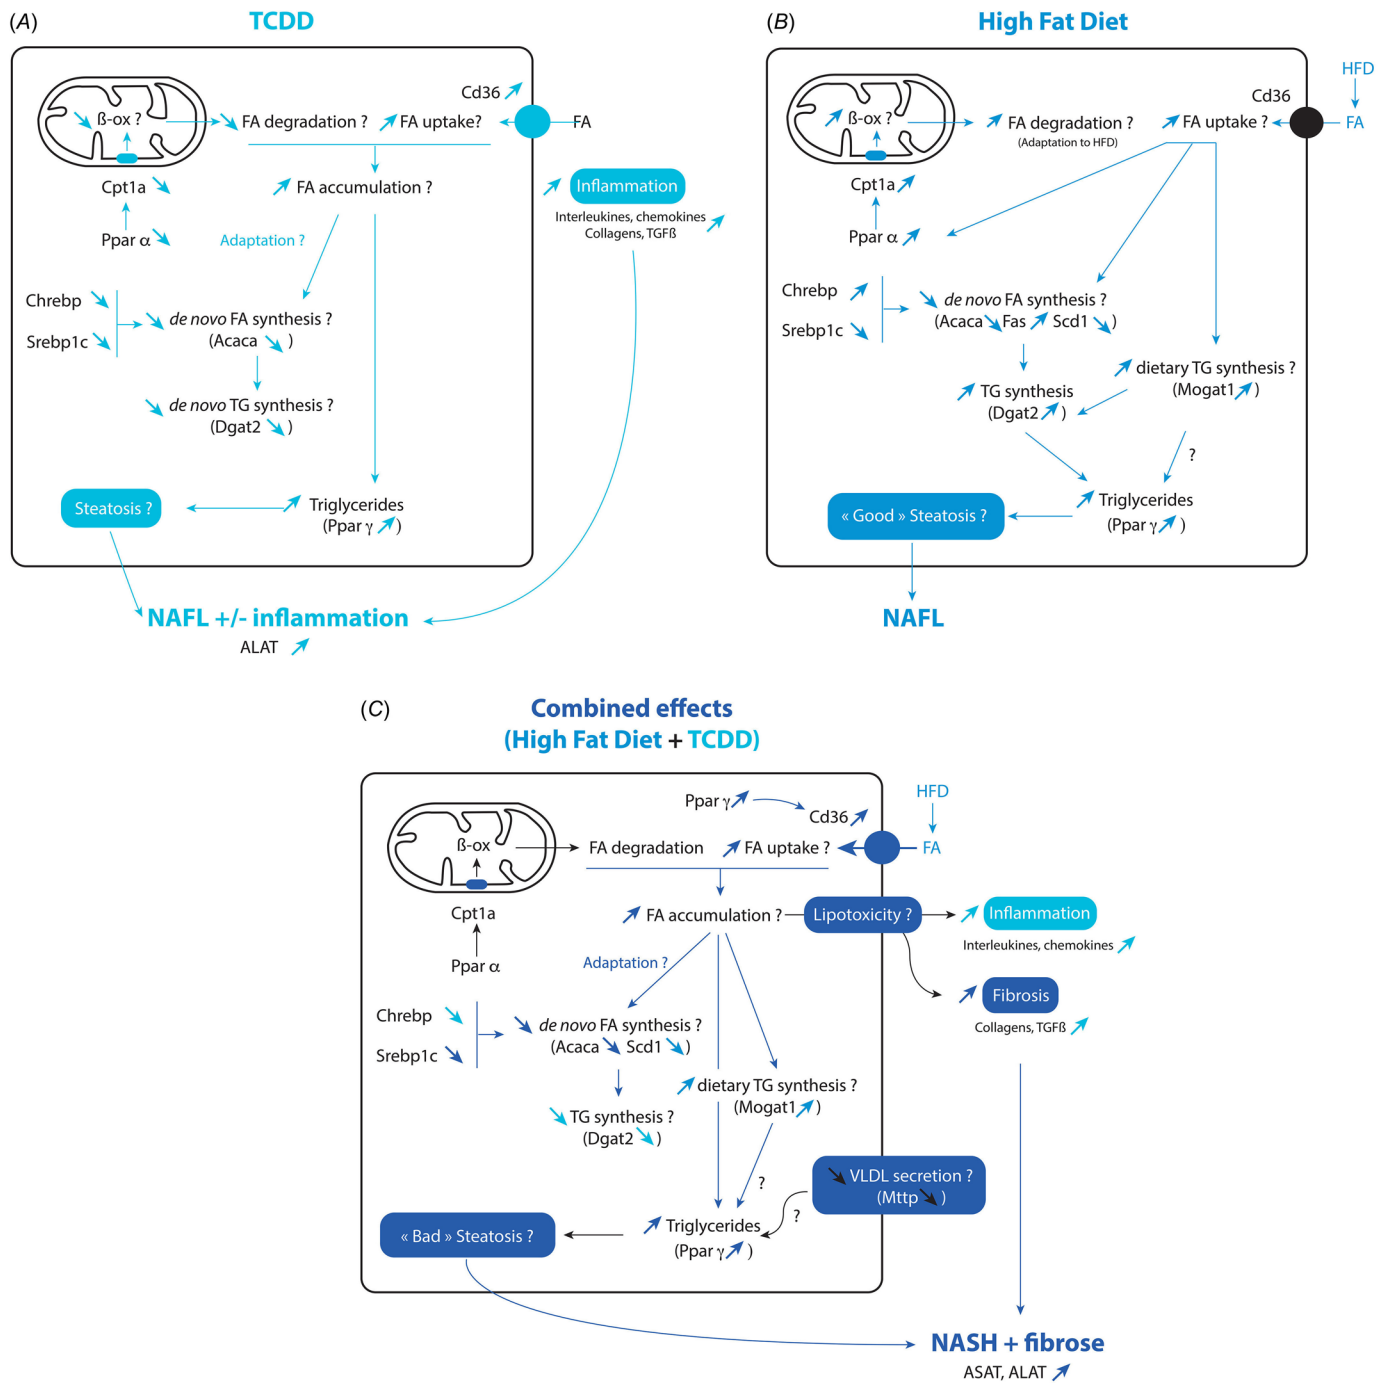 (A)
TCDD
Cd36
ß-ox ?
FA degradation ?
FA uptake?
FA
Cpt1a
FA accumulation ?
Inflammation
Interleukines, chemokines
Collagens, TGFß
Ppar α
Adaptation ?
Chrebp
Srebp1c
de novo FA synthesis ?
(Acaca )
de novo TG synthesis ?
(Dgat2 )
Steatosis ?
Triglycerides
(Ppar γ )
NAFL +/- inflammation
ALAT
(B)
High Fat Diet
HFD
Cd36
ß-ox ?
FA degradation ?
(Adaptation to HFD)
FA uptake ?
FA
Cpt1a
Ppar α
Chrebp
Srebp1c
de novo FA synthesis ?
(Acaca Fas Scd1 )
dietary TG synthesis ?
(Mogat1 )
TG synthesis
(Dgat2 )
?
Triglycerides
(Ppar γ )
« Good » Steatosis ?
NAFL
(C)
Combined effects
(High Fat Diet + TCDD)
Ppar γ
Cd36
HFD
ß-ox
FA degradation
FA uptake ?
FA
Cpt1a
FA accumulation ?
Lipotoxicity ?
Inflammation
Interleukines, chemokines
Ppar α
Adaptation ?
Fibrosis
Collagens, TGFß
Chrebp
Srebp1c
de novo FA synthesis ?
(Acaca Scd1 )
dietary TG synthesis ?
(Mogat1 )
TG synthesis ?
(Dgat2 )
?
VLDL secretion ?
(Mttp )
?
Triglycerides
(Ppar γ )
« Bad » Steatosis ?
NASH + fibrose
ASAT, ALAT